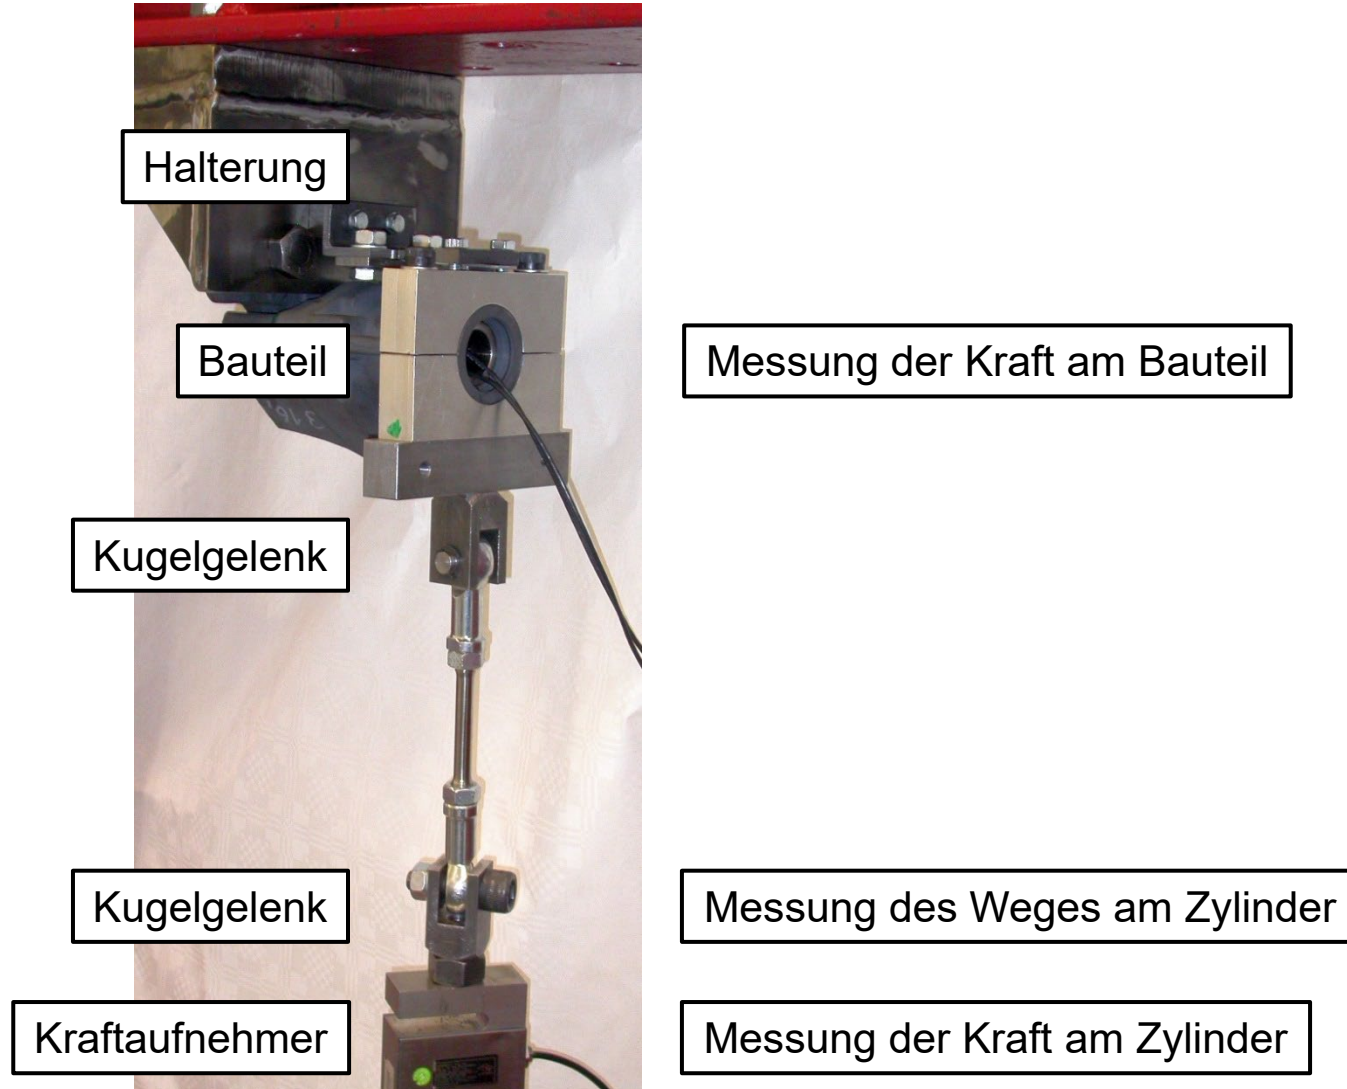 Halterung
Bauteil
Messung der Kraft am Bauteil
Kugelgelenk
Kugelgelenk
Messung des Weges am Zylinder
Kraftaufnehmer
Messung der Kraft am Zylinder